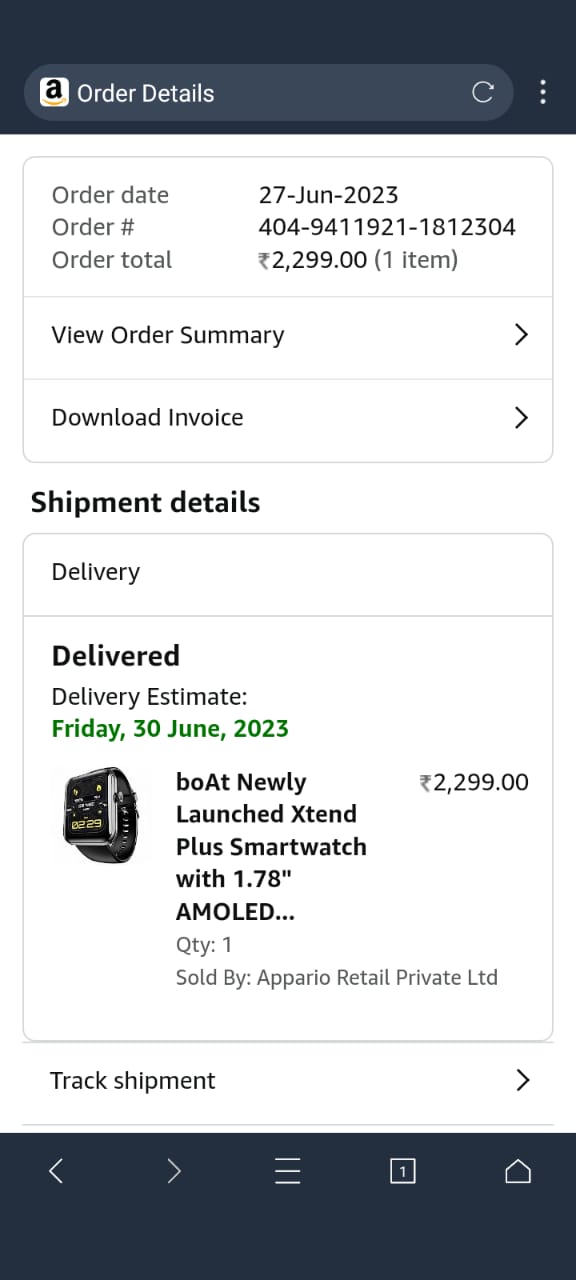 a Order Details
Order date 27-Jun-2023
Order # 404-9411921-1812304
Order total ₹2,299.00 (1 item)
View Order Summary
Download Invoice
Shipment details
Delivery
Delivered
Delivery Estimate:
Friday, 30 June, 2023
boAt Newly ₹2,299.00
Launched Xtend
Plus Smartwatch
with 1.78"
AMOLED...
Qty: 1
Sold By: Appario Retail Private Ltd
02:29
Track shipment
1